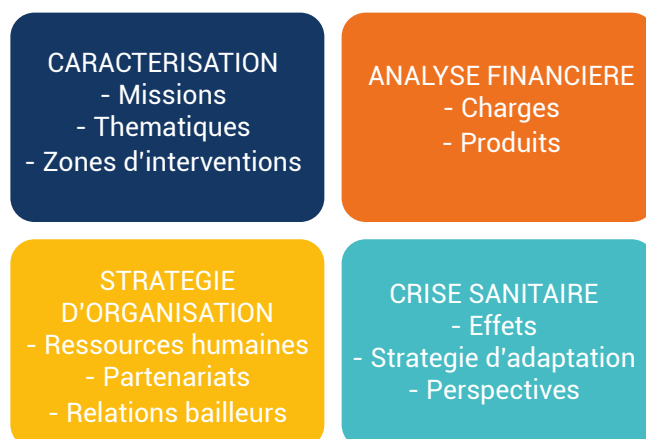 CARACTERISATION
- Missions
- Thematiques
- Zones d'interventions
ANALYSE FINANCIERE
- Charges
- Produits
STRATEGIE
D'ORGANISATION
- Ressources humaines
- Partenariats
- Relations bailleurs
CRISE SANITAIRE
- Effets
- Strategie d'adaptation
- Perspectives